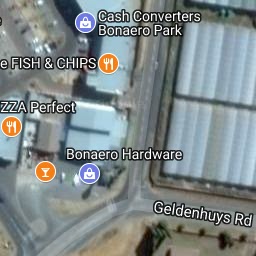 Cash Converters
Bonaero Park
e FISH & CHIPS
ZZA Perfect
Bonaero Hardware
Geldenhuys Rd